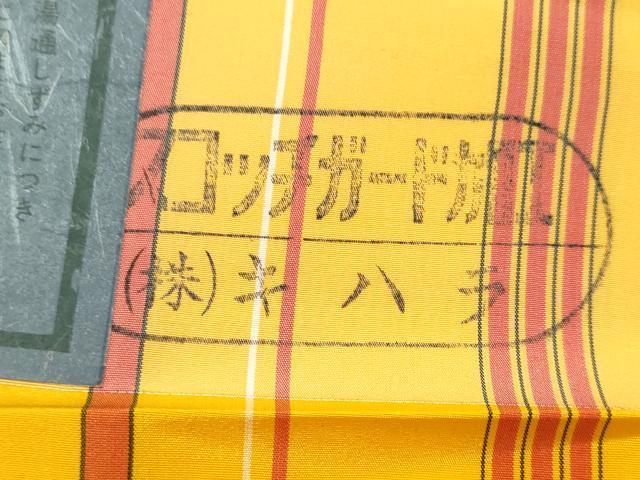 スコッチガード加工
(株)キハラ
湯通しずみにつき